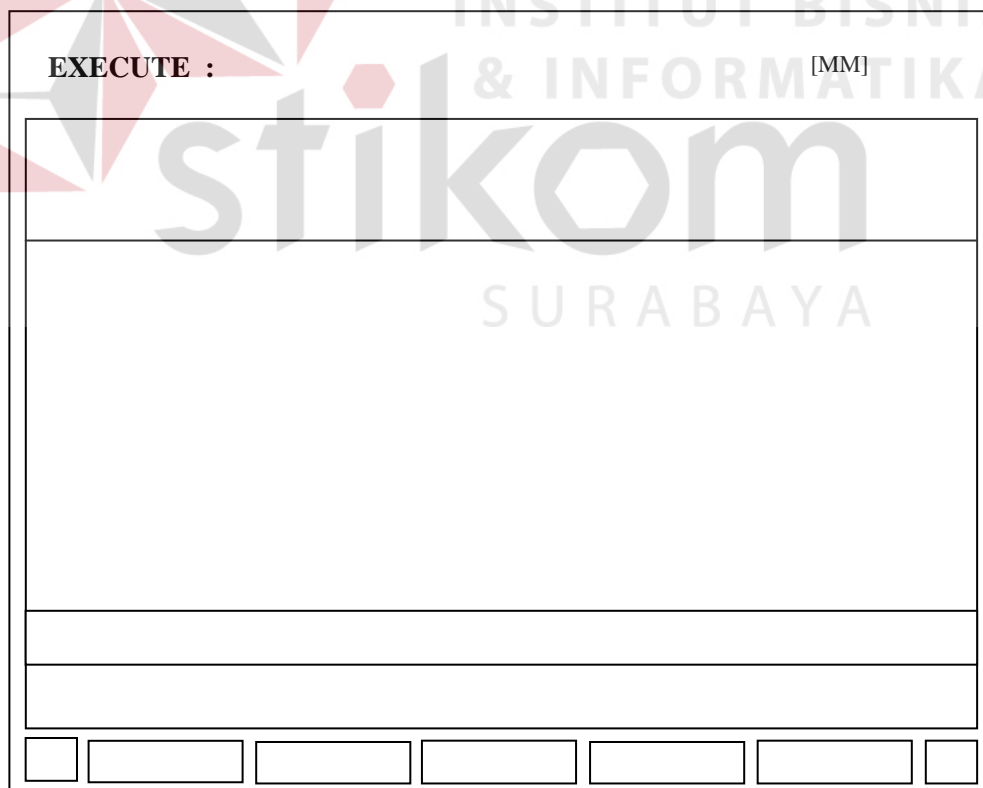 INSTITUT BISNI
EXECUTE :
[MM]
& INFORMATIKA
stikom
SURABAYA